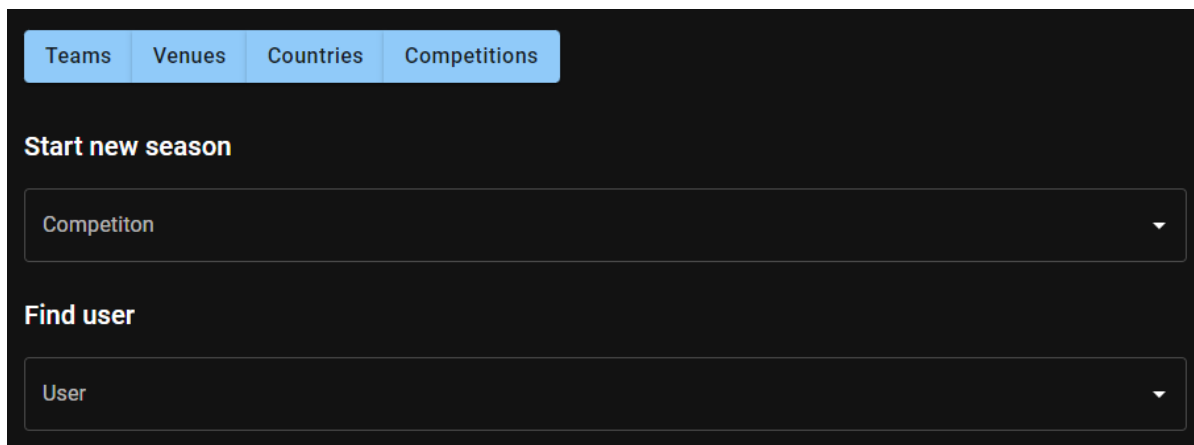 Teams Venues Countries Competitions
Start new season
Competiton
Find user
User